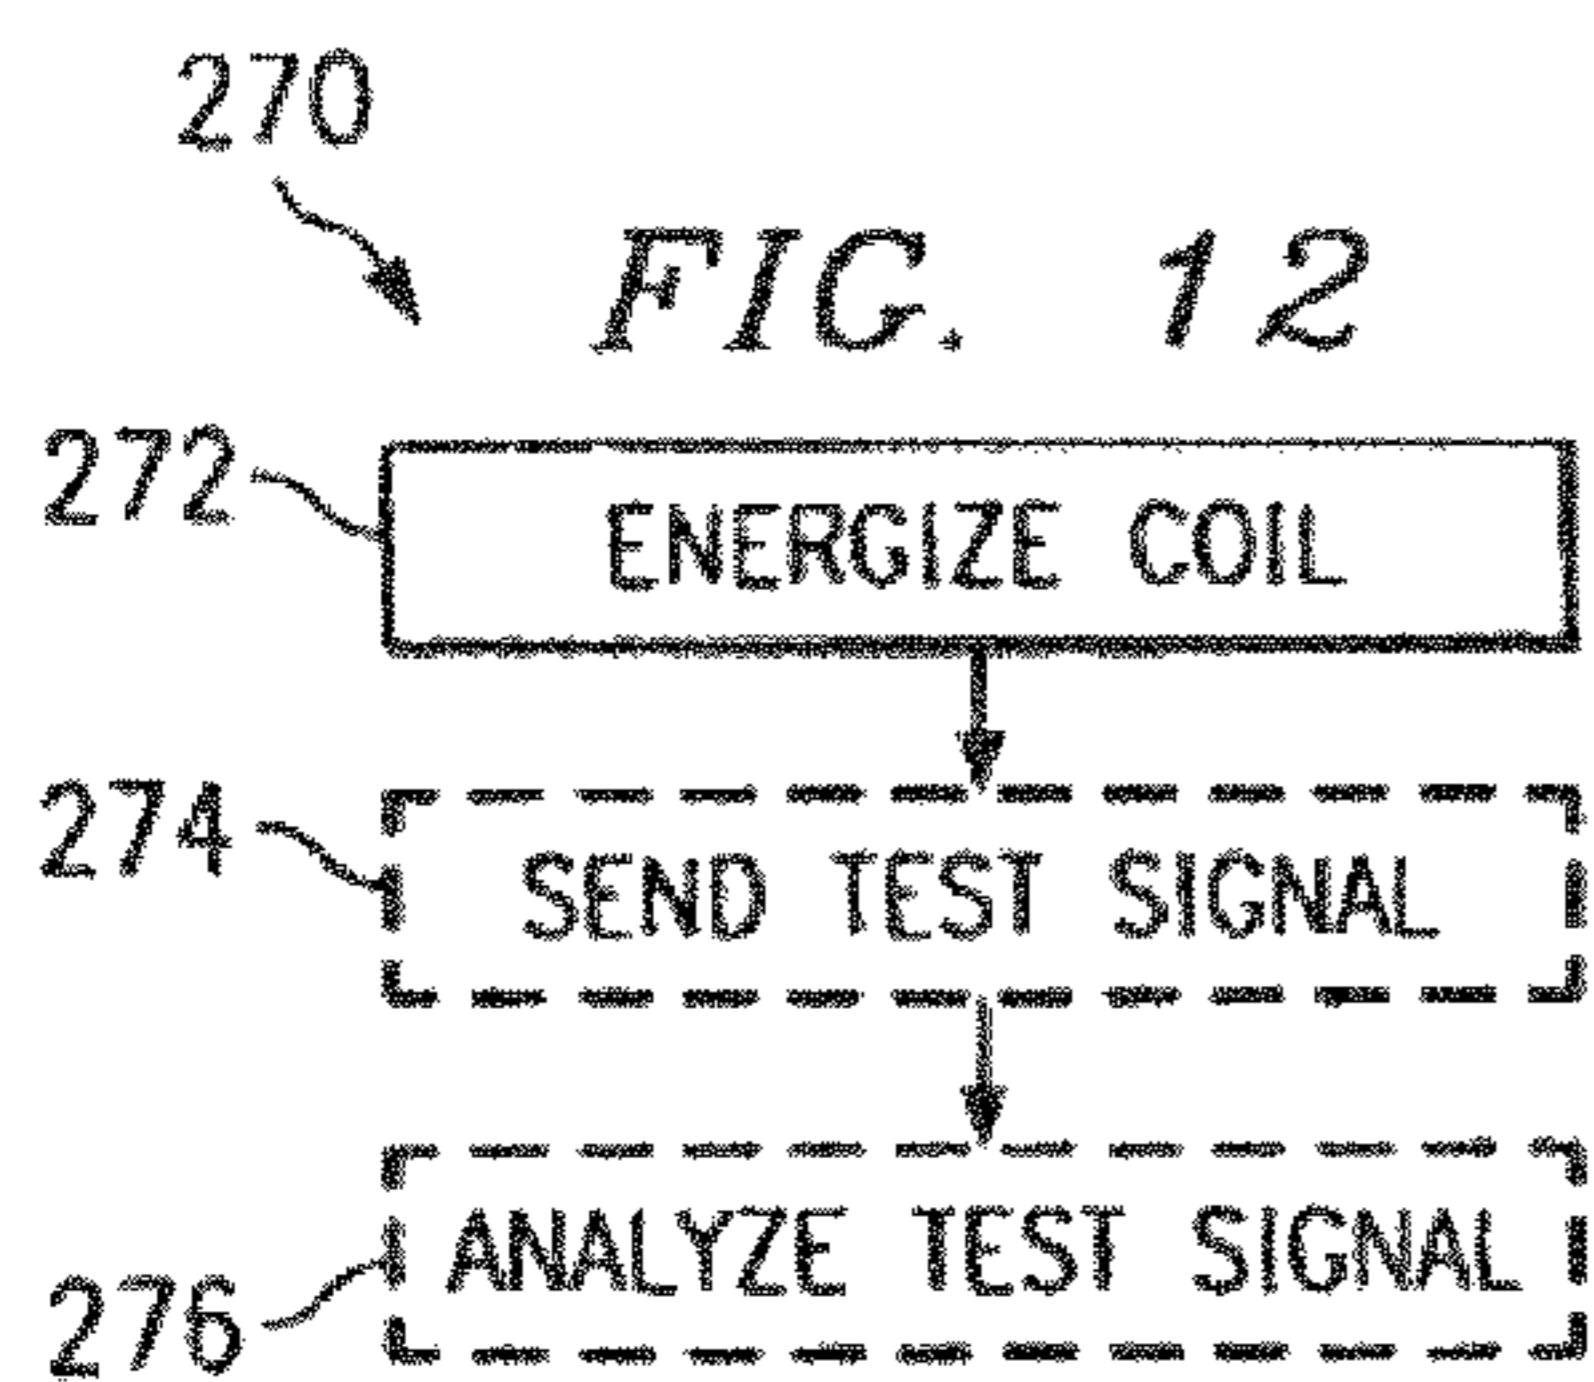 270
FIG. 12
272
ENERGIZE COIL
274
SEND TEST SIGNAL
276
ANALYZE TEST SIGNAL